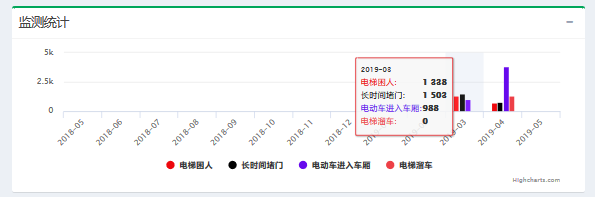 监测统计
5k
2.5k
0
2019-03
电梯困人: 1 238
长时间堵门: 1 503
电动车进入车厢: 988
电梯溜车: 0
2018-05
2018-06
2018-07
2018-08
2018-09
2018-10
2018-11
2018-12
2019-03
2019-04
2019-05
电梯困人 长时间堵门 电动车进入车厢 电梯溜车
Highcharts.com